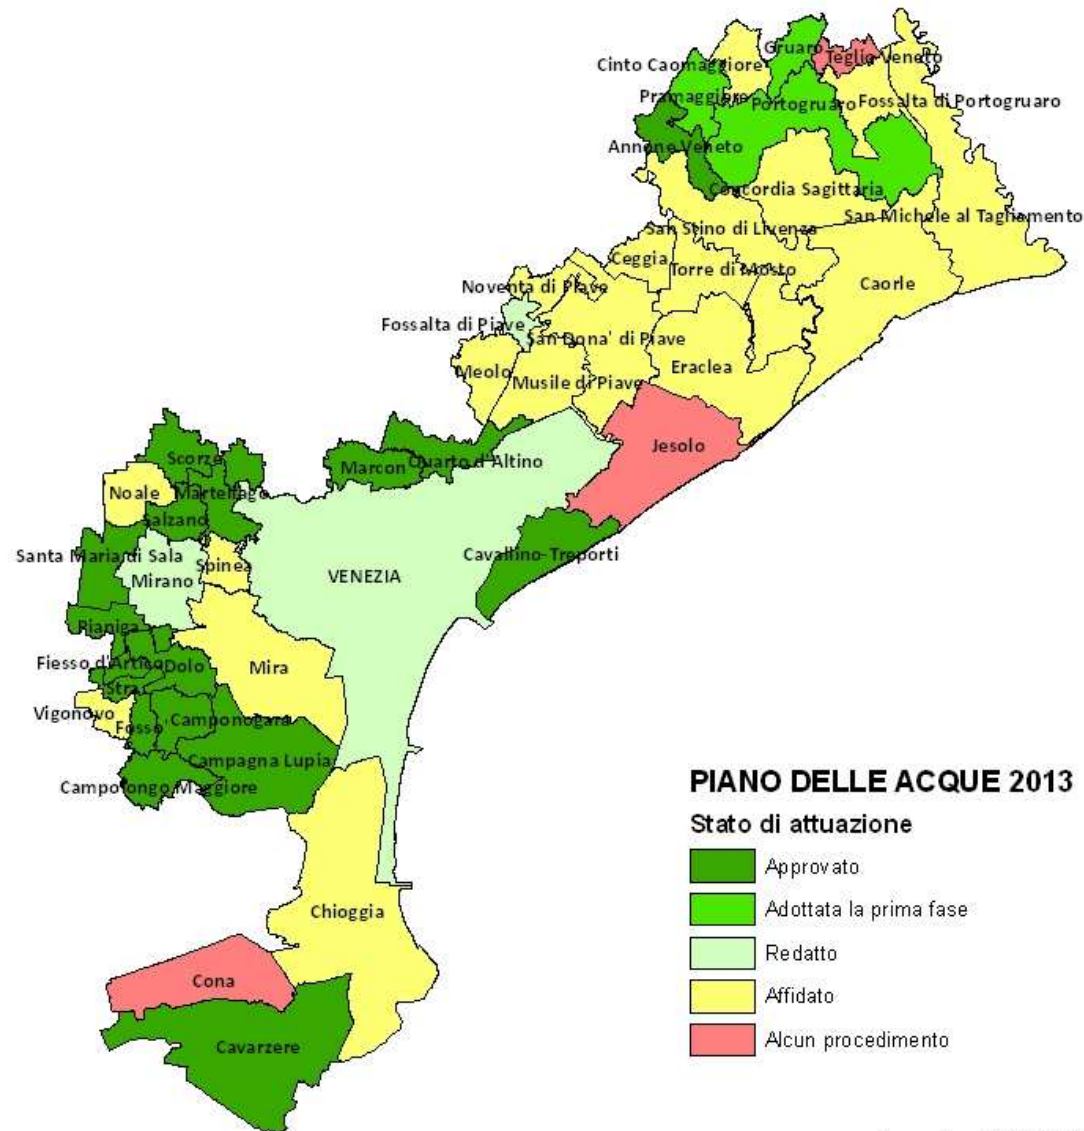 Gruaro
Cinto Caomaggiore
Teglio Veneto
Pramaggiore
Portogruaro
Fossalta di Portogruaro
Annone Veneto
Concordia Sagittaria
San Michele al Tagliamento
San Stino di Livenza
Ceggia
Torre di Mosto
Caorle
Noventa di Piave
Fossalta di Piave
San Dona' di Piave
Meolo
Musile di Piave
Eraclea
Jesolo
Scorze
Marcon
Quarto d'Altino
Noale
Martellago
Salzano
Santa Maria di Sala
Spinea
Cavallino-Treporti
Mirano
VENEZIA
Pianiga
Fiesso d'Artico
Dolo
Mira
Stra
Vigonovo
Fosso'
Camponogara
Campagna Lupia
Campolongo Maggiore
Chioggia
Cona
Cavarzere
PIANO DELLE ACQUE 2013
Stato di attuazione
Approvato
Adottata la prima fase
Redatto
Affidato
Alcun procedimento